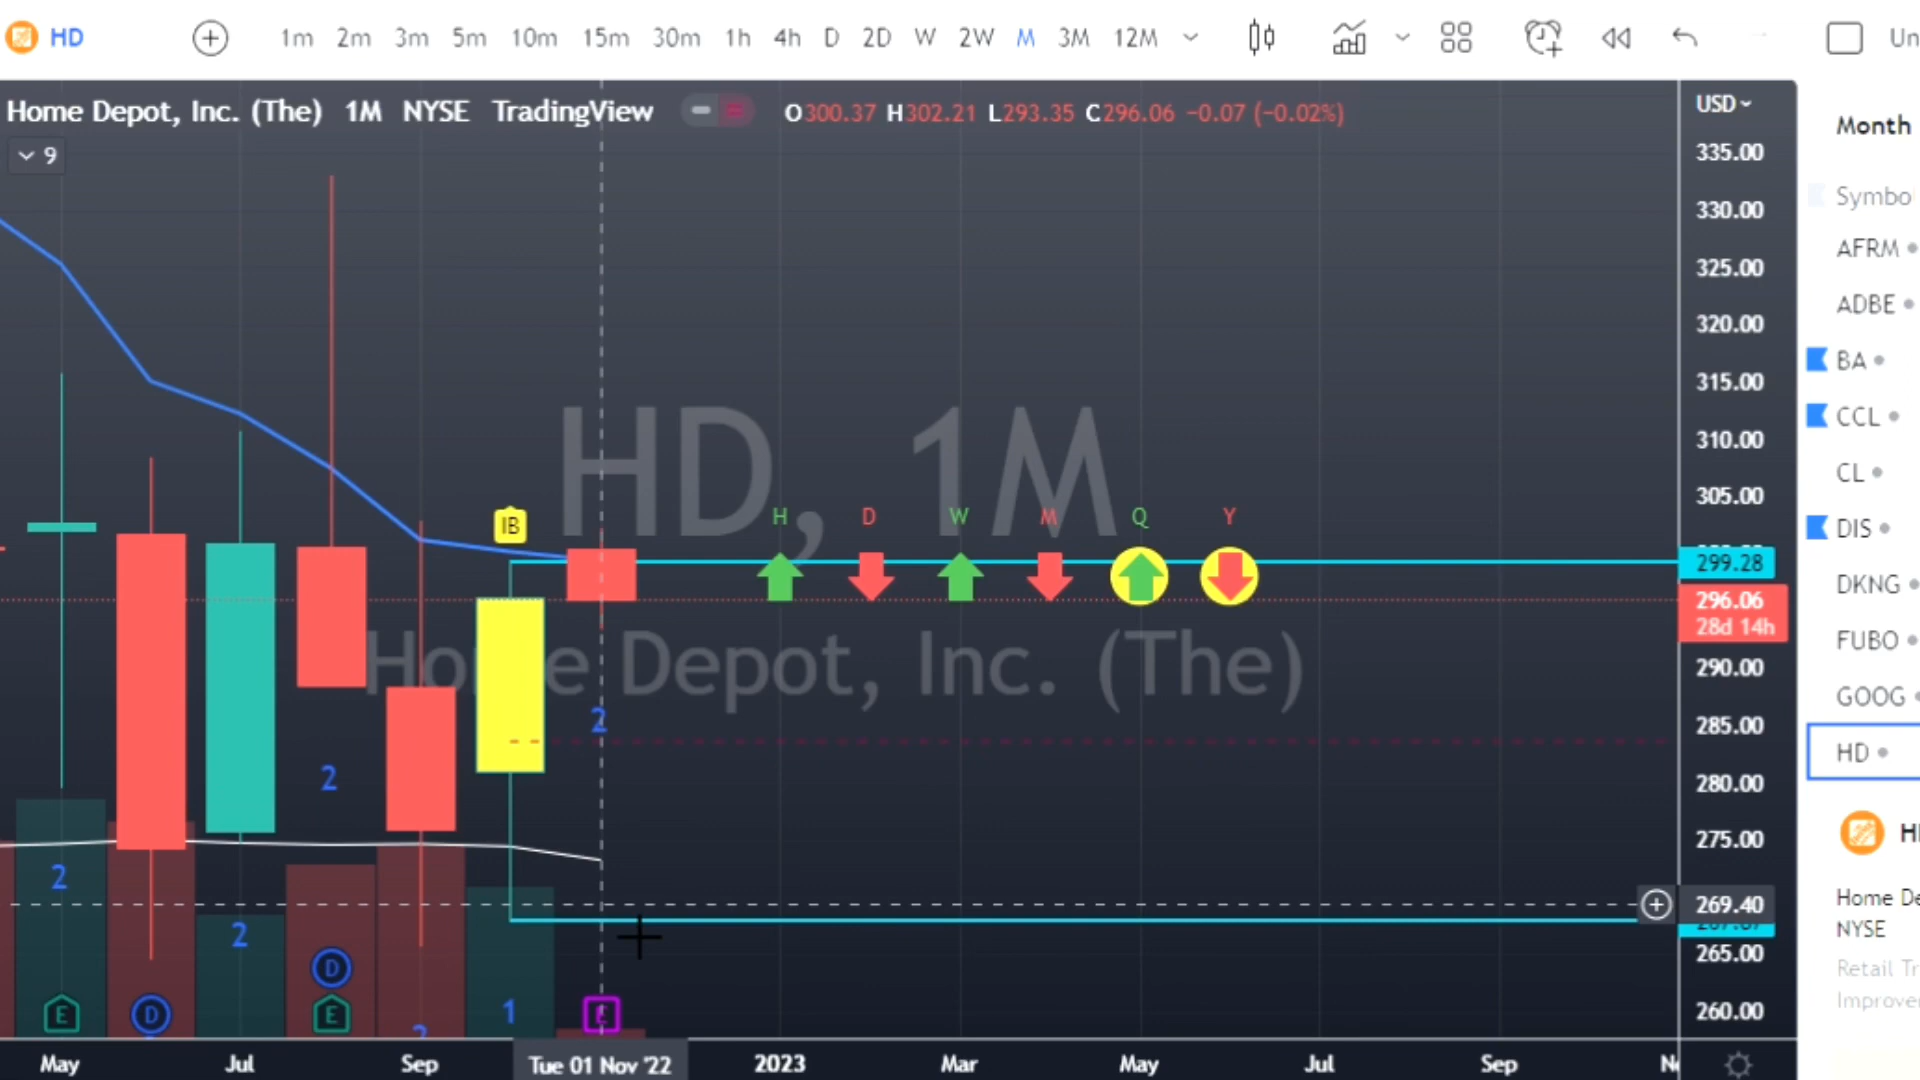 HD 1m 2m 3m 5m 10m 15m 30m 1h 4h D 2D W 2W M 3M 12M Un
Home Depot, Inc. (The) 1M NYSE TradingView O300.37 H302.21 L293.35 C296.06 −0.07 (−0.02%)
9
USD
335.00
330.00
325.00
320.00
315.00
310.00
305.00
299.28
296.06
28d 14h
290.00
285.00
280.00
275.00
269.40
265.00
260.00
HD, 1M
Home Depot, Inc. (The)
IB
H D W M Q Y
2
2
2
2
1
E D D E E
May Jul Sep Tue 01 Nov '22 2023 Mar May Jul Sep
Month
Symbo
AFRM
ADBE
BA
CCL
CL
DIS
DKNG
FUBO
GOOG
HD
Home De
NYSE
Retail Tr
Improve